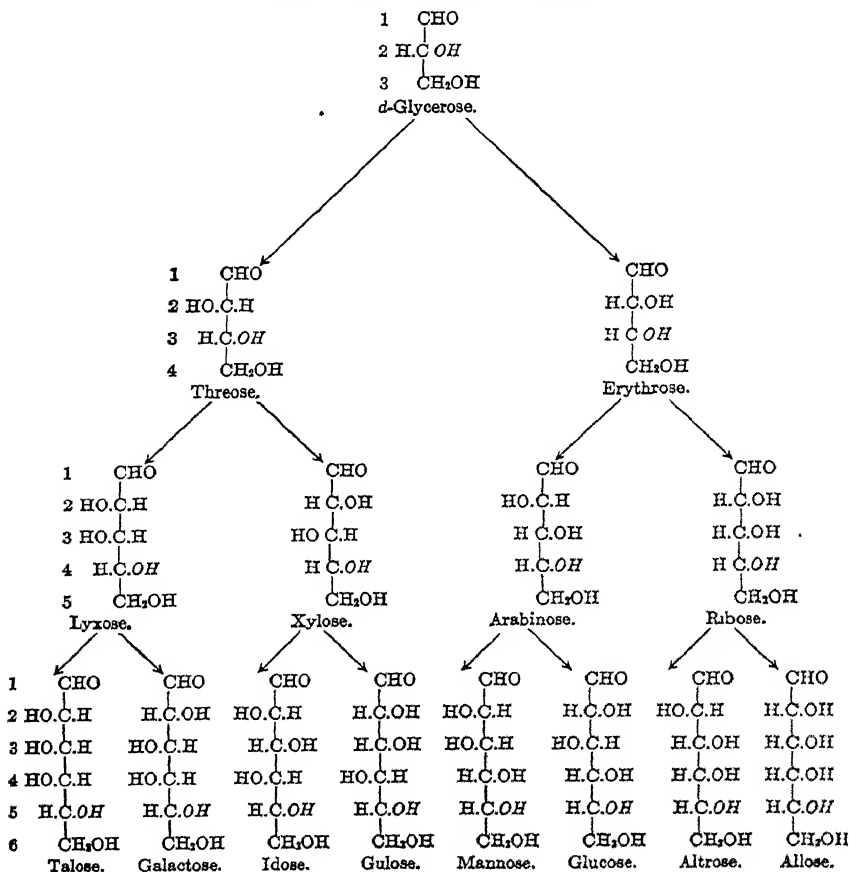 1 CHO
2 H.C OH
3 CH₂OH
d-Glycerose.
1 CHO CHO
2 HO.C.H H.C.OH
3 H.C.OH H C OH
4 CH₂OH CH₂OH
Threose. Erythrose.
1 CHO CHO CHO CHO
2 HO.C.H H C.OH HO.C.H H.C.OH
3 HO.C.H HO C.H H C.OH H.C.OH
4 H.C.OH H C.OH H.C.OH H C.OH
5 CH₂OH CH₂OH CH₂OH CH₂OH
Lyxose. Xylose. Arabinose. Ribose.
1 CHO CHO CHO CHO CHO CHO CHO CHO
2 HO.C.H H.C.OH HO.C.H H.C.OH HO.C.H H.C.OH HO.C.H H.C.OH
3 HO.C.H HO.C.H H.C.OH H.C.OH HO.C.H HO.C.H H.C.OH H.C.OH
4 HO.C.H HO.C.H HO.C.H HO.C.H H.C.OH H.C.OH H.C.OH H.C.OH
5 H.C.OH H.C.OH H.C.OH H.C.OH H.C.OH H.C.OH H.C.OH H.C.OH
6 CH₂OH CH₂OH CH₂OH CH₂OH CH₂OH CH₂OH CH₂OH CH₂OH
Talose. Galactose. Idose. Gulose. Mannose. Glucose. Altrose. Allose.